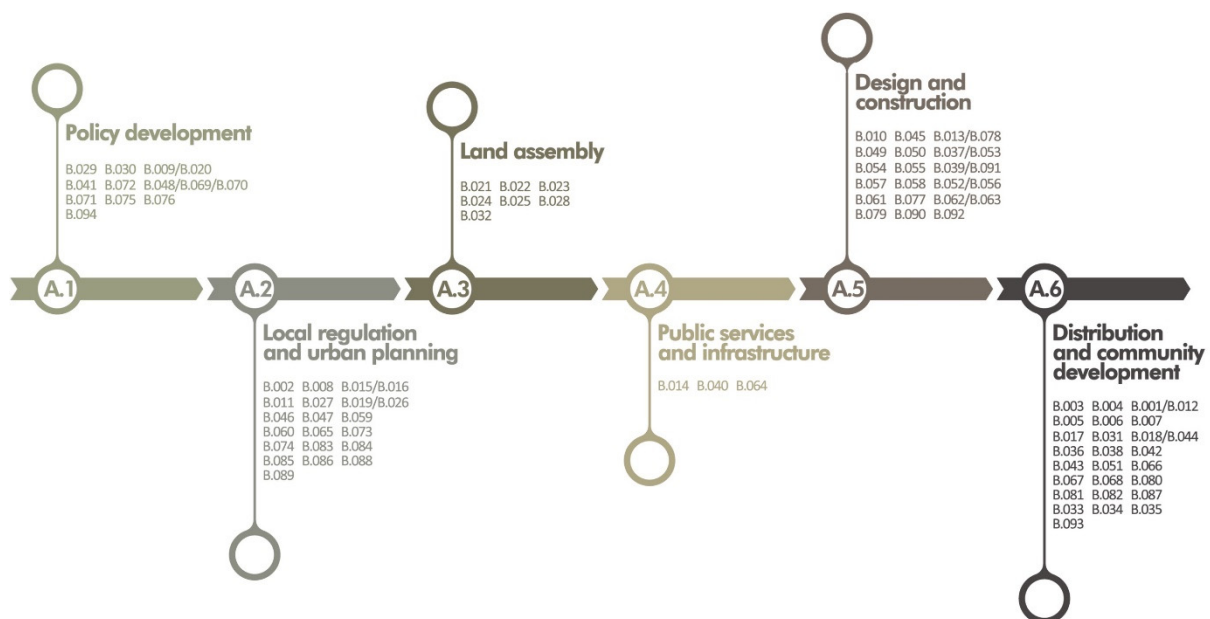 A.1
Policy development
B.029 B.030 B.009/B.020
B.041 B.072 B.048/B.069/B.070
B.071 B.075 B.076
B.094
A.2
Local regulation
and urban planning
B.002 B.008 B.015/B.016
B.011 B.027 B.019/B.026
B.046 B.047 B.059
B.060 B.065 B.073
B.074 B.083 B.084
B.085 B.086 B.088
B.089
A.3
Land assembly
B.021 B.022 B.023
B.024 B.025 B.028
B.032
A.4
Public services
and infrastructure
B.014 B.040 B.064
A.5
Design and
construction
B.010 B.045 B.013/B.078
B.049 B.050 B.037/B.053
B.054 B.055 B.039/B.091
B.057 B.058 B.052/B.056
B.061 B.077 B.062/B.063
B.079 B.090 B.092
A.6
Distribution
and community
development
B.003 B.004 B.001/B.012
B.005 B.006 B.007
B.017 B.031 B.018/B.044
B.036 B.038 B.042
B.043 B.051 B.066
B.067 B.068 B.080
B.081 B.082 B.087
B.033 B.034 B.035
B.093